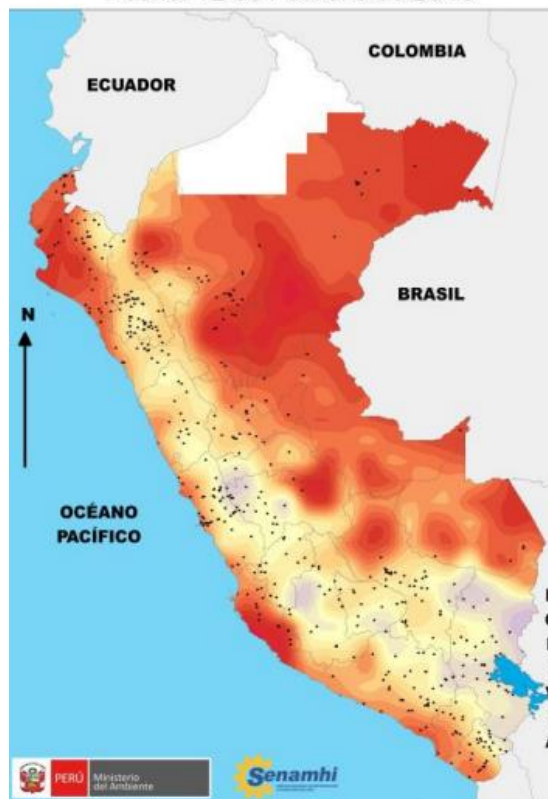 COLOMBIA
ECUADOR
BRASIL
N
OCÉANO
PACÍFICO
PERÚ
Ministerio
del Ambiente
Senamhi